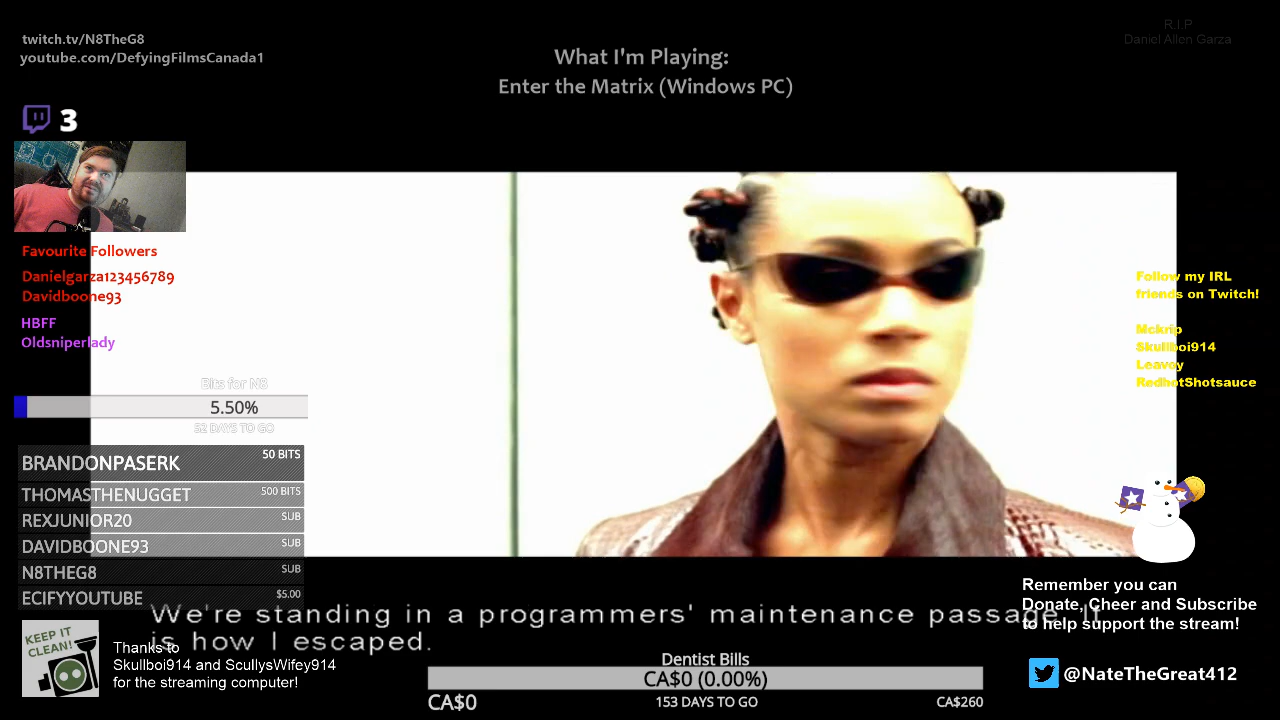 twitch.tv/N8TheG8
youtube.com/DefyingFilmsCanada1
What I'm Playing:
Enter the Matrix (Windows PC)
R.I.P
Daniel Allen Garza
3
Favourite Followers
Danielgarza123456789
Davidboone93
HBFF
Oldsniperlady
Follow my IRL
friends on Twitch!
Mckrip
Skullboi914
Leavey
RedhotShotsauce
Bits for N8
5.50%
52 DAYS TO GO
BRANDONPASERK 50 BITS
THOMASTHENUGGET 500 BITS
REXJUNIOR20 SUB
DAVIDBOONE93 SUB
N8THEG8 SUB
ECIFYYOUTUBE $5.00
We're standing in a programmers' maintenance passage. It
is how I escaped.
KEEP IT
CLEAN!
Thanks to
Skullboi914 and ScullysWifey914
for the streaming computer!
Dentist Bills
CA$0 (0.00%)
CA$0 153 DAYS TO GO CA$260
Remember you can
Donate, Cheer and Subscribe
to help support the stream!
@NateTheGreat412